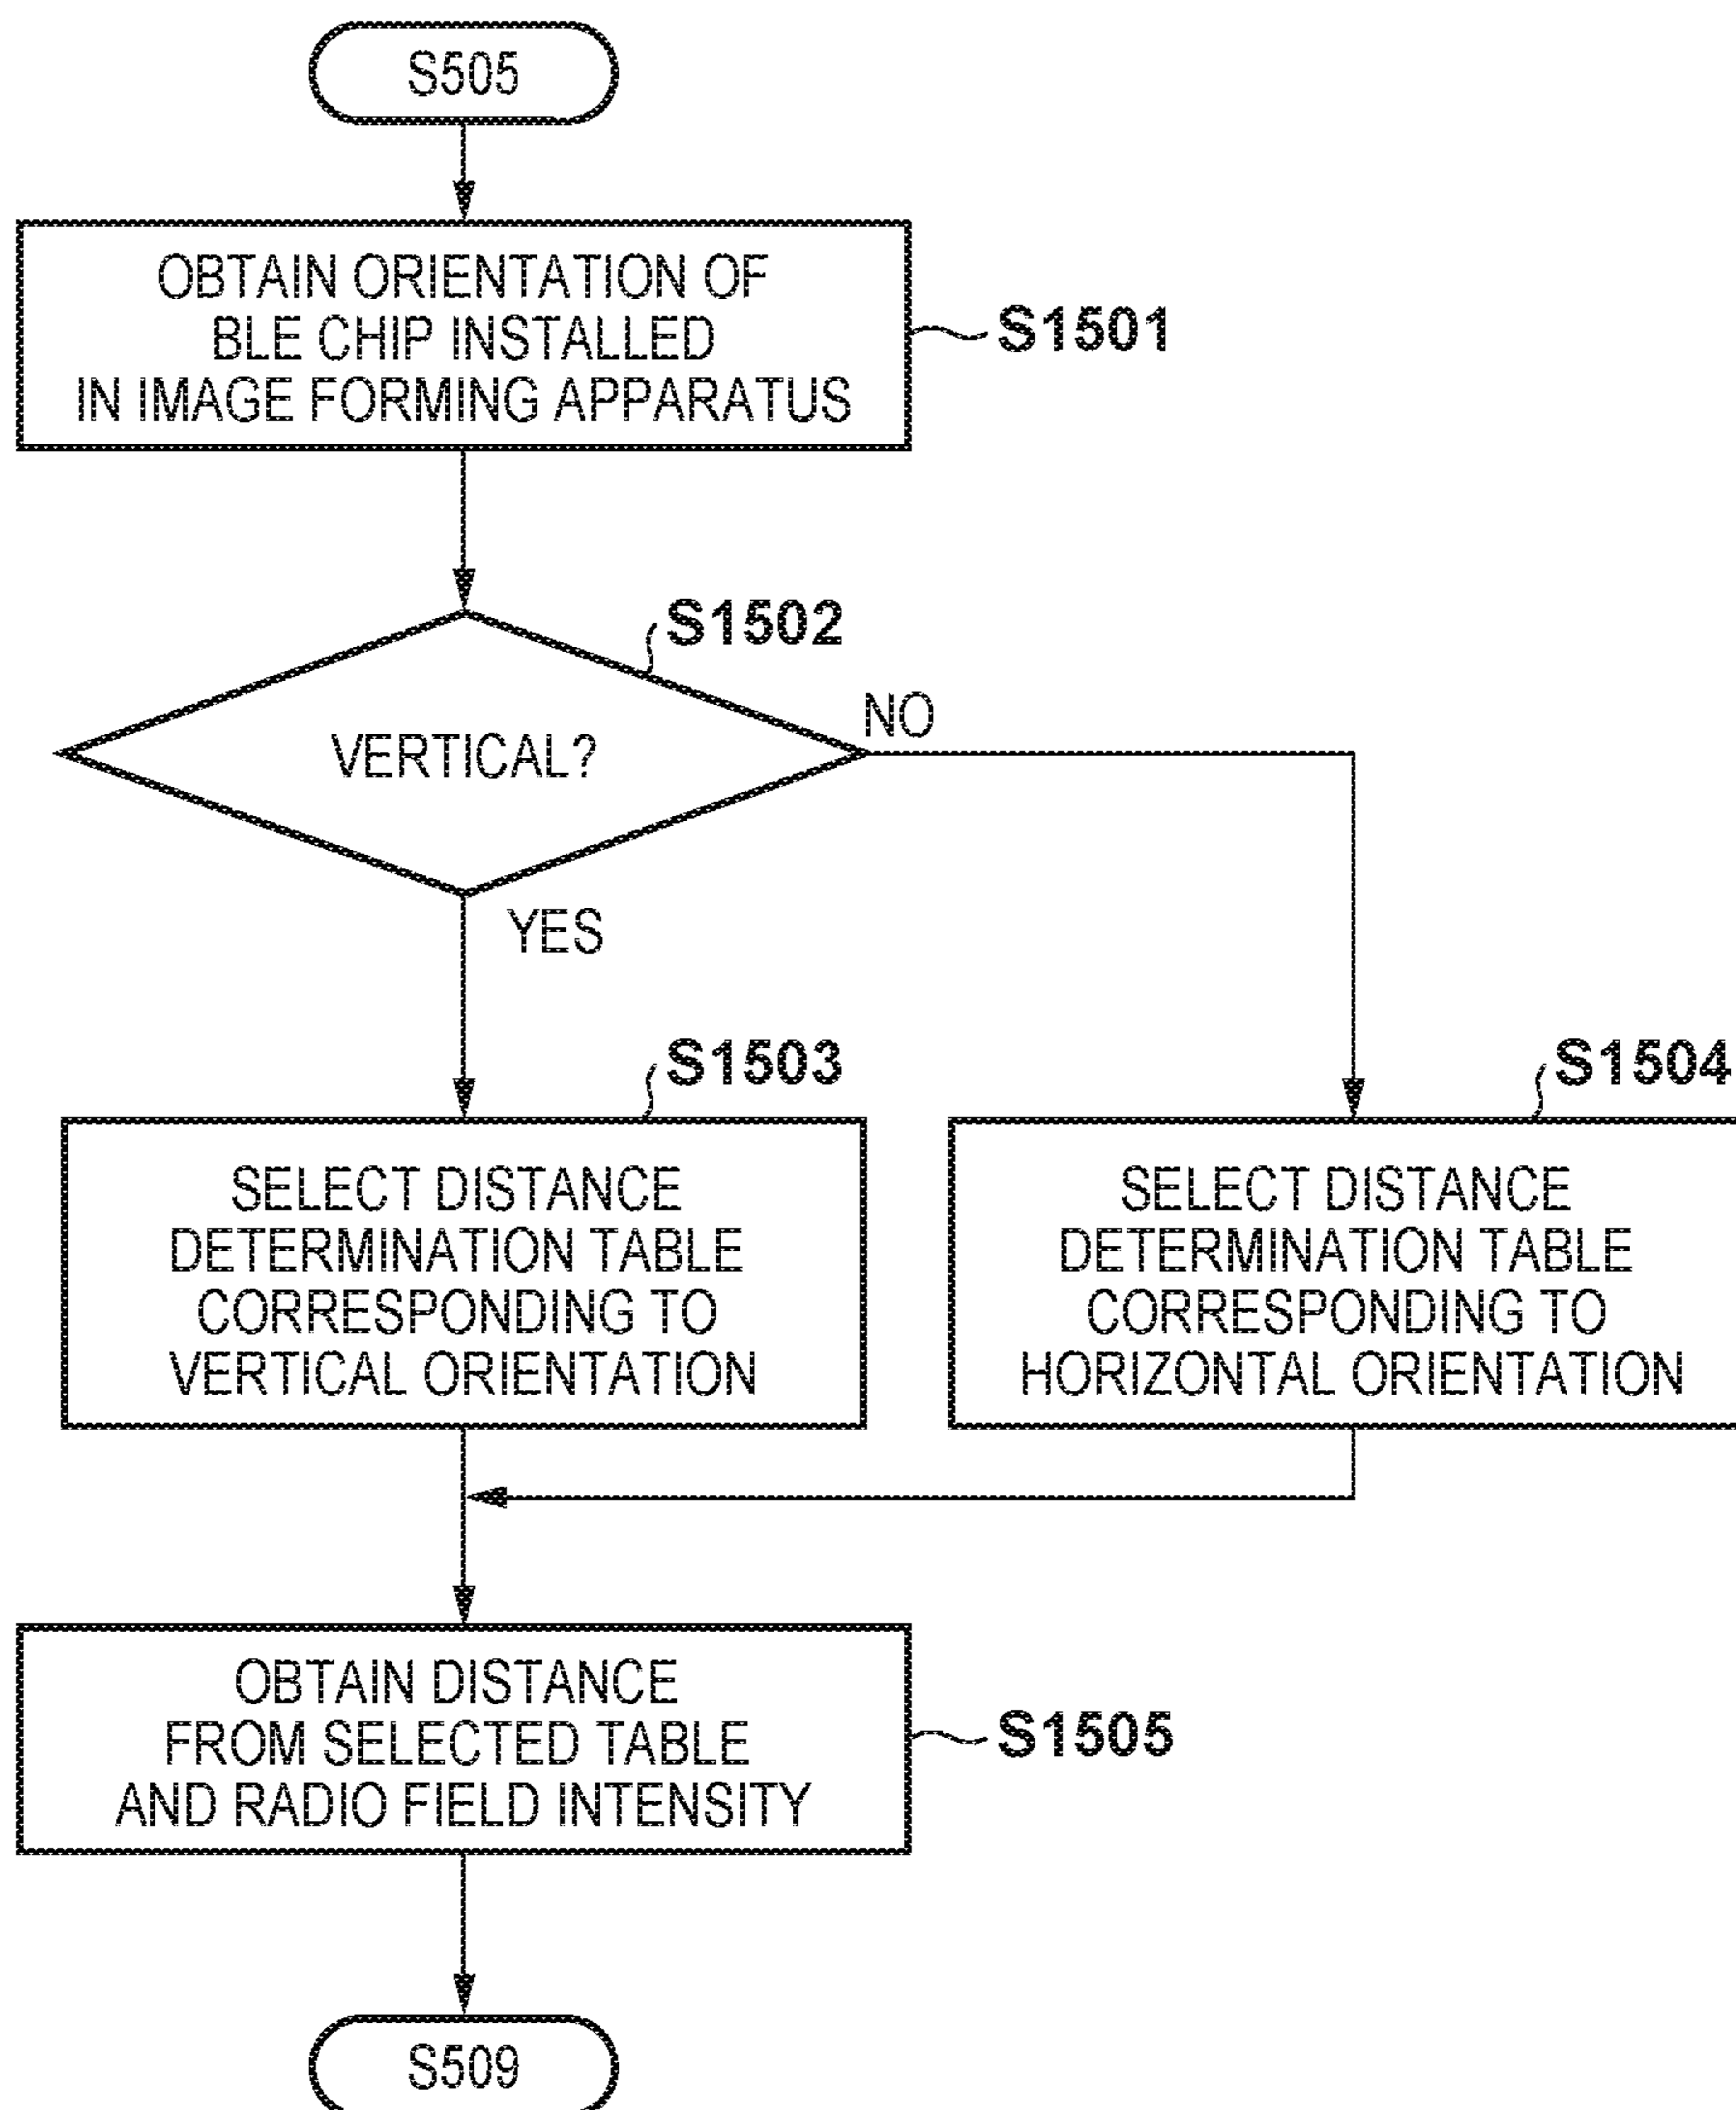 S505
OBTAIN ORIENTATION OF
BLE CHIP INSTALLED
IN IMAGE FORMING APPARATUS
S1501
S1502
VERTICAL?
NO
YES
S1503
SELECT DISTANCE
DETERMINATION TABLE
CORRESPONDING TO
VERTICAL ORIENTATION
S1504
SELECT DISTANCE
DETERMINATION TABLE
CORRESPONDING TO
HORIZONTAL ORIENTATION
OBTAIN DISTANCE
FROM SELECTED TABLE
AND RADIO FIELD INTENSITY
S1505
S509